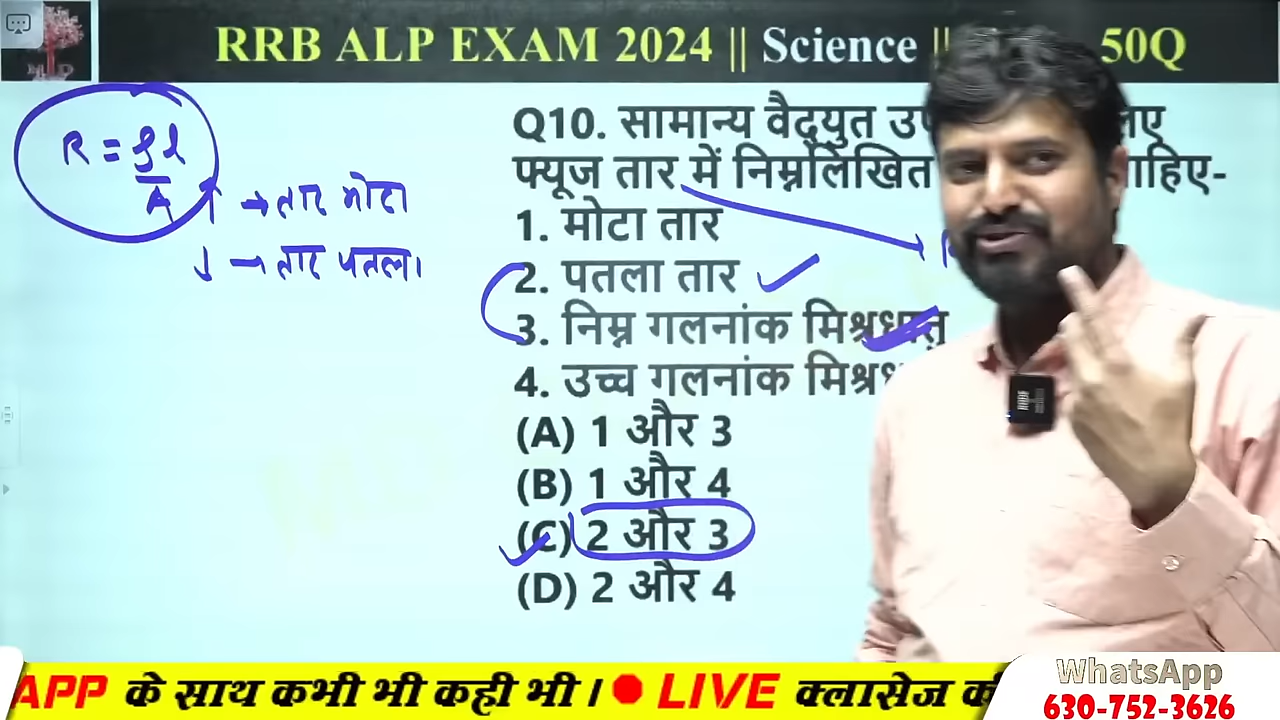 RRB ALP EXAM 2024 || Science || 50Q
R = ρl
A ↑ → तार मोटा
↓ → तार पतला
Q10. सामान्य वैद्युत
फ्यूज तार में निम्नलिखित
1. मोटा तार
2. पतला तार
3. निम्न गलनांक मिश्रधातु
4. उच्च गलनांक
(A) 1 और 3
(B) 1 और 4
(C) 2 और 3
(D) 2 और 4
APP के साथ कभी भी कही भी । LIVE क्लासेज
WhatsApp
630-752-3626